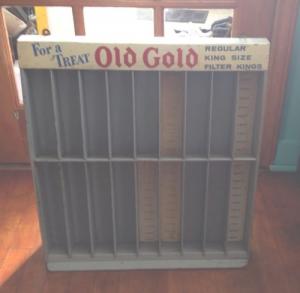 For a
TREAT
Old Gold
REGULAR
KING SIZE
FILTER KINGS